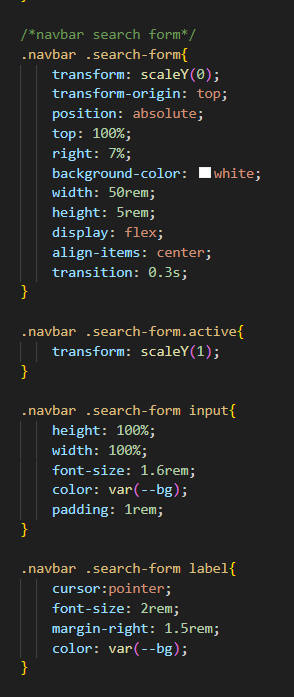 /*navbar search form*/
.navbar .search-form{
    transform: scaleY(0);
    transform-origin: top;
    position: absolute;
    top: 100%;
    right: 7%;
    background-color: white;
    width: 50rem;
    height: 5rem;
    display: flex;
    align-items: center;
    transition: 0.3s;
}

.navbar .search-form.active{
    transform: scaleY(1);
}

.navbar .search-form input{
    height: 100%;
    width: 100%;
    font-size: 1.6rem;
    color: var(--bg);
    padding: 1rem;
}

.navbar .search-form label{
    cursor:pointer;
    font-size: 2rem;
    margin-right: 1.5rem;
    color: var(--bg);
}